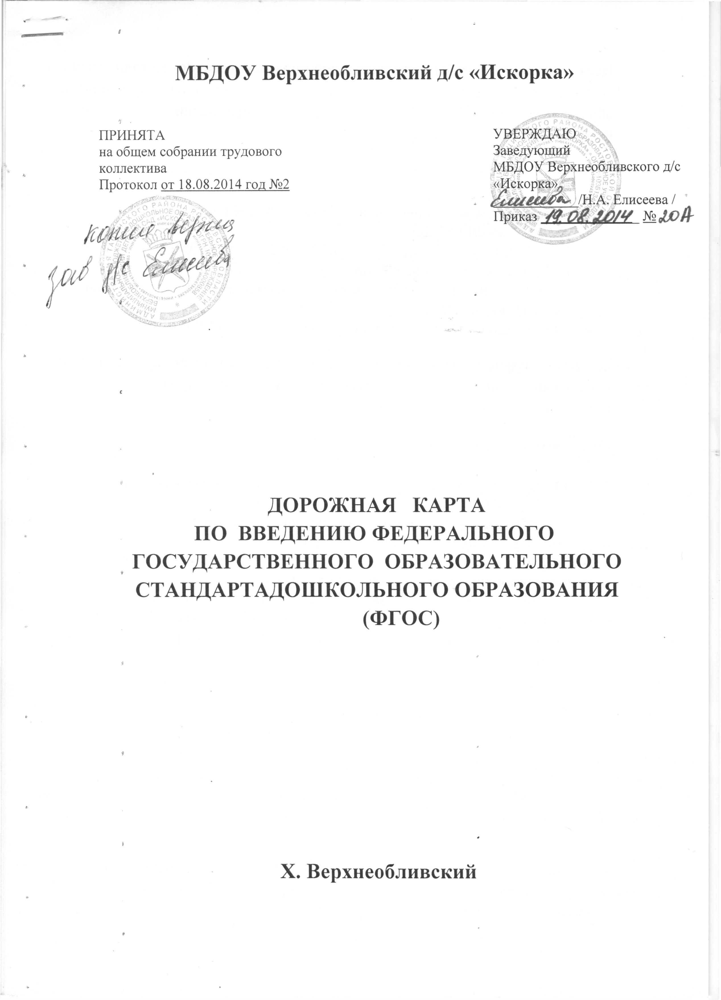 МБДОУ Верхнеобливский д/с «Искорка»
ПРИНЯТА
на общем собрании трудового
коллектива
Протокол от 18.08.2014 год №2
копия верна
зав д/с Елисеева
УВЕРЖДАЮ
Заведующий
МБДОУ Верхнеобливского д/с
«Искорка»
Елисеева /Н.А. Елисеева /
Приказ 19.08.2014 № 20А
ДОРОЖНАЯ КАРТА
ПО ВВЕДЕНИЮ ФЕДЕРАЛЬНОГО
ГОСУДАРСТВЕННОГО ОБРАЗОВАТЕЛЬНОГО
СТАНДАРТАДОШКОЛЬНОГО ОБРАЗОВАНИЯ
(ФГОС)
Х. Верхнеобливский